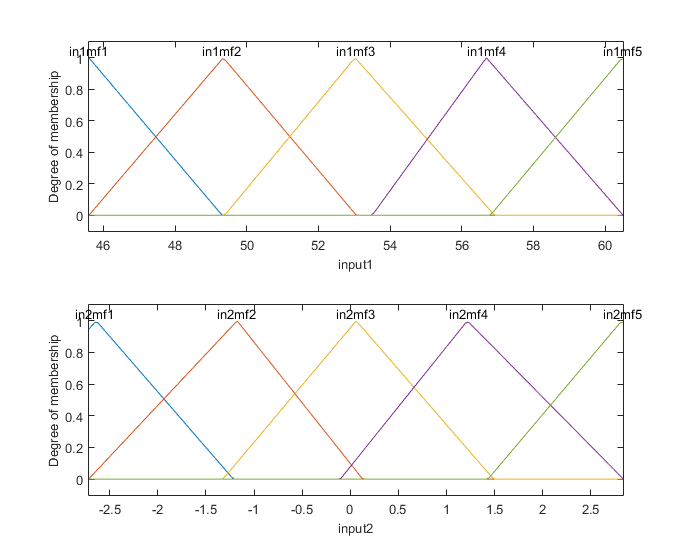 in1mf1 in1mf2 in1mf3 in1mf4 in1mf5
1
0.8
0.6
0.4
0.2
0
Degree of membership
46 48 50 52 54 56 58 60
input1
in2mf1 in2mf2 in2mf3 in2mf4 in2mf5
1
0.8
0.6
0.4
0.2
0
Degree of membership
-2.5 -2 -1.5 -1 -0.5 0 0.5 1 1.5 2 2.5
input2